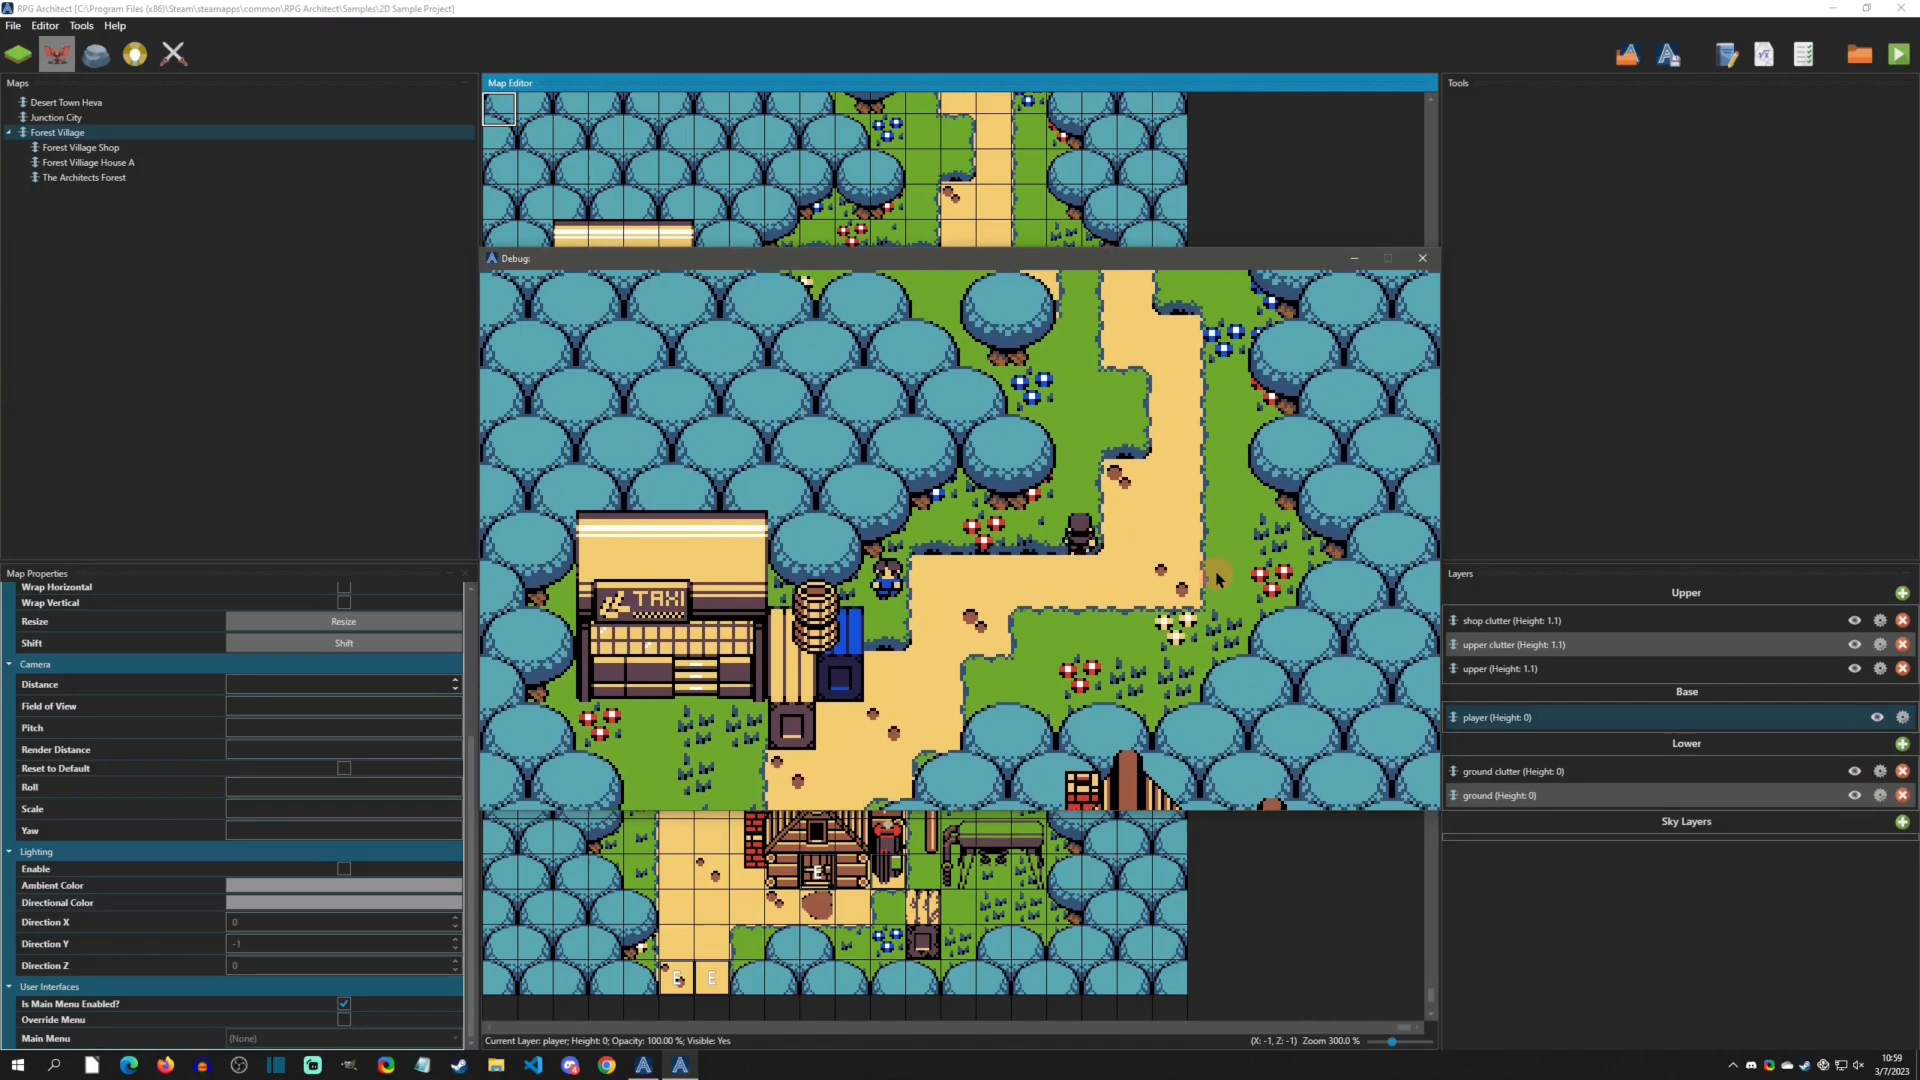 RPG Architect [C:\Program Files (x86)\Steam\steamapps\common\RPG Architect\Samples\2D Sample Project]
File Editor Tools Help
Maps
Desert Town Heva
Junction City
Forest Village
Forest Village Shop
Forest Villiage House A
The Architects Forest
Map Editor
Debug:
TAXI
E
E
E
Current Layer: player; Height: 0; Opacity: 100.00 %; Visible: Yes
(X: -1, Z: -1) Zoom 300.0 %
Map Properties
Wrap Horizontal
Wrap Vertical
Resize Resize
Shift Shift
Camera
Distance
Field of View
Pitch
Render Distance
Reset to Default
Roll
Scale
Yaw
Lighting
Enable
Ambient Color
Directional Color
Direction X 0
Direction Y -1
Direction Z 0
User Interfaces
Is Main Menu Enabled?
Override Menu
Main Menu (None)
Tools
Layers
Upper
shop clutter (Height: 1.1)
upper clutter (Height: 1.1)
upper (Height: 1.1)
Base
player (Height: 0)
Lower
ground clutter (Height: 0)
ground (Height: 0)
Sky Layers
10:59
3/7/2023